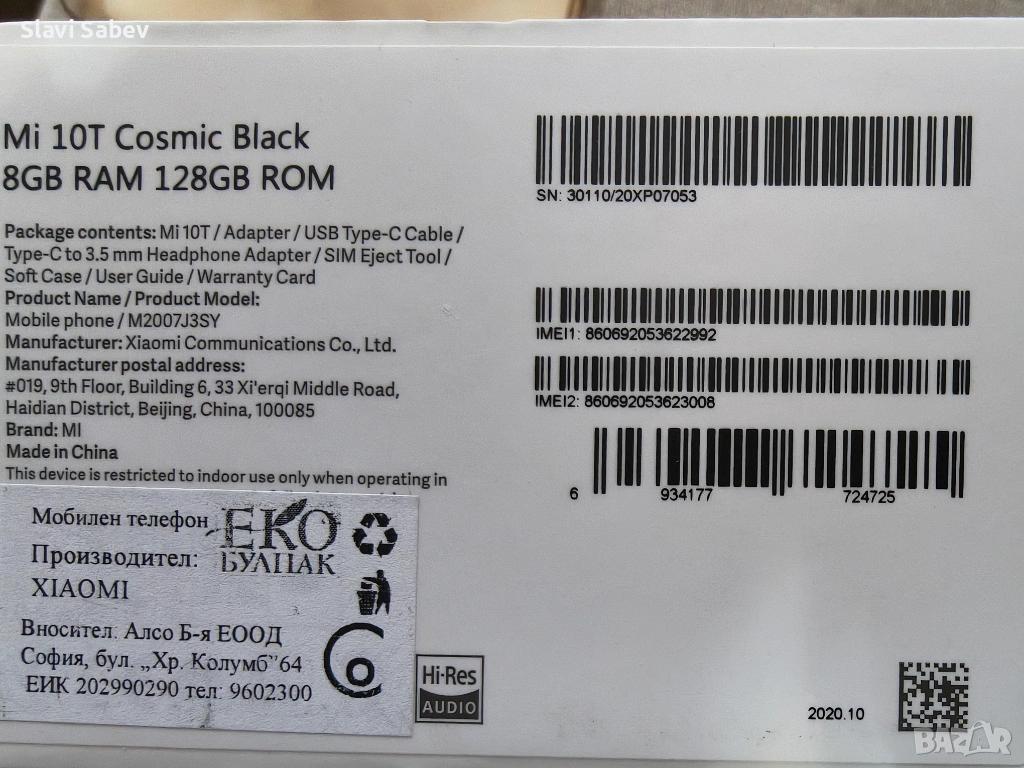 Slavi Sabev
Mi 10T Cosmic Black
8GB RAM 128GB ROM
Package contents: Mi 10T / Adapter / USB Type-C Cable /
Type-C to 3.5 mm Headphone Adapter / SIM Eject Tool /
Soft Case / User Guide / Warranty Card
Product Name / Product Model:
Mobile phone / M2007J3SY
Manufacturer: Xiaomi Communications Co., Ltd.
Manufacturer postal address:
#019, 9th Floor, Building 6, 33 Xi'erqi Middle Road,
Haidian District, Beijing, China, 100085
Brand: MI
Made in China
This device is restricted to indoor use only when operating in
SN: 30110/20XP07053
IMEI1: 860692053622992
IMEI2: 860692053623008
6 934177 724725
Мобилен телефон
ЕКО
БУЛПАК
Производител:
XIAOMI
Вносител: Алсо Б-я ЕООД
София, бул. „Хр. Колумб"64
ЕИК 202990290 тел: 9602300
Hi-Res
AUDIO
2020.10
BAZAR